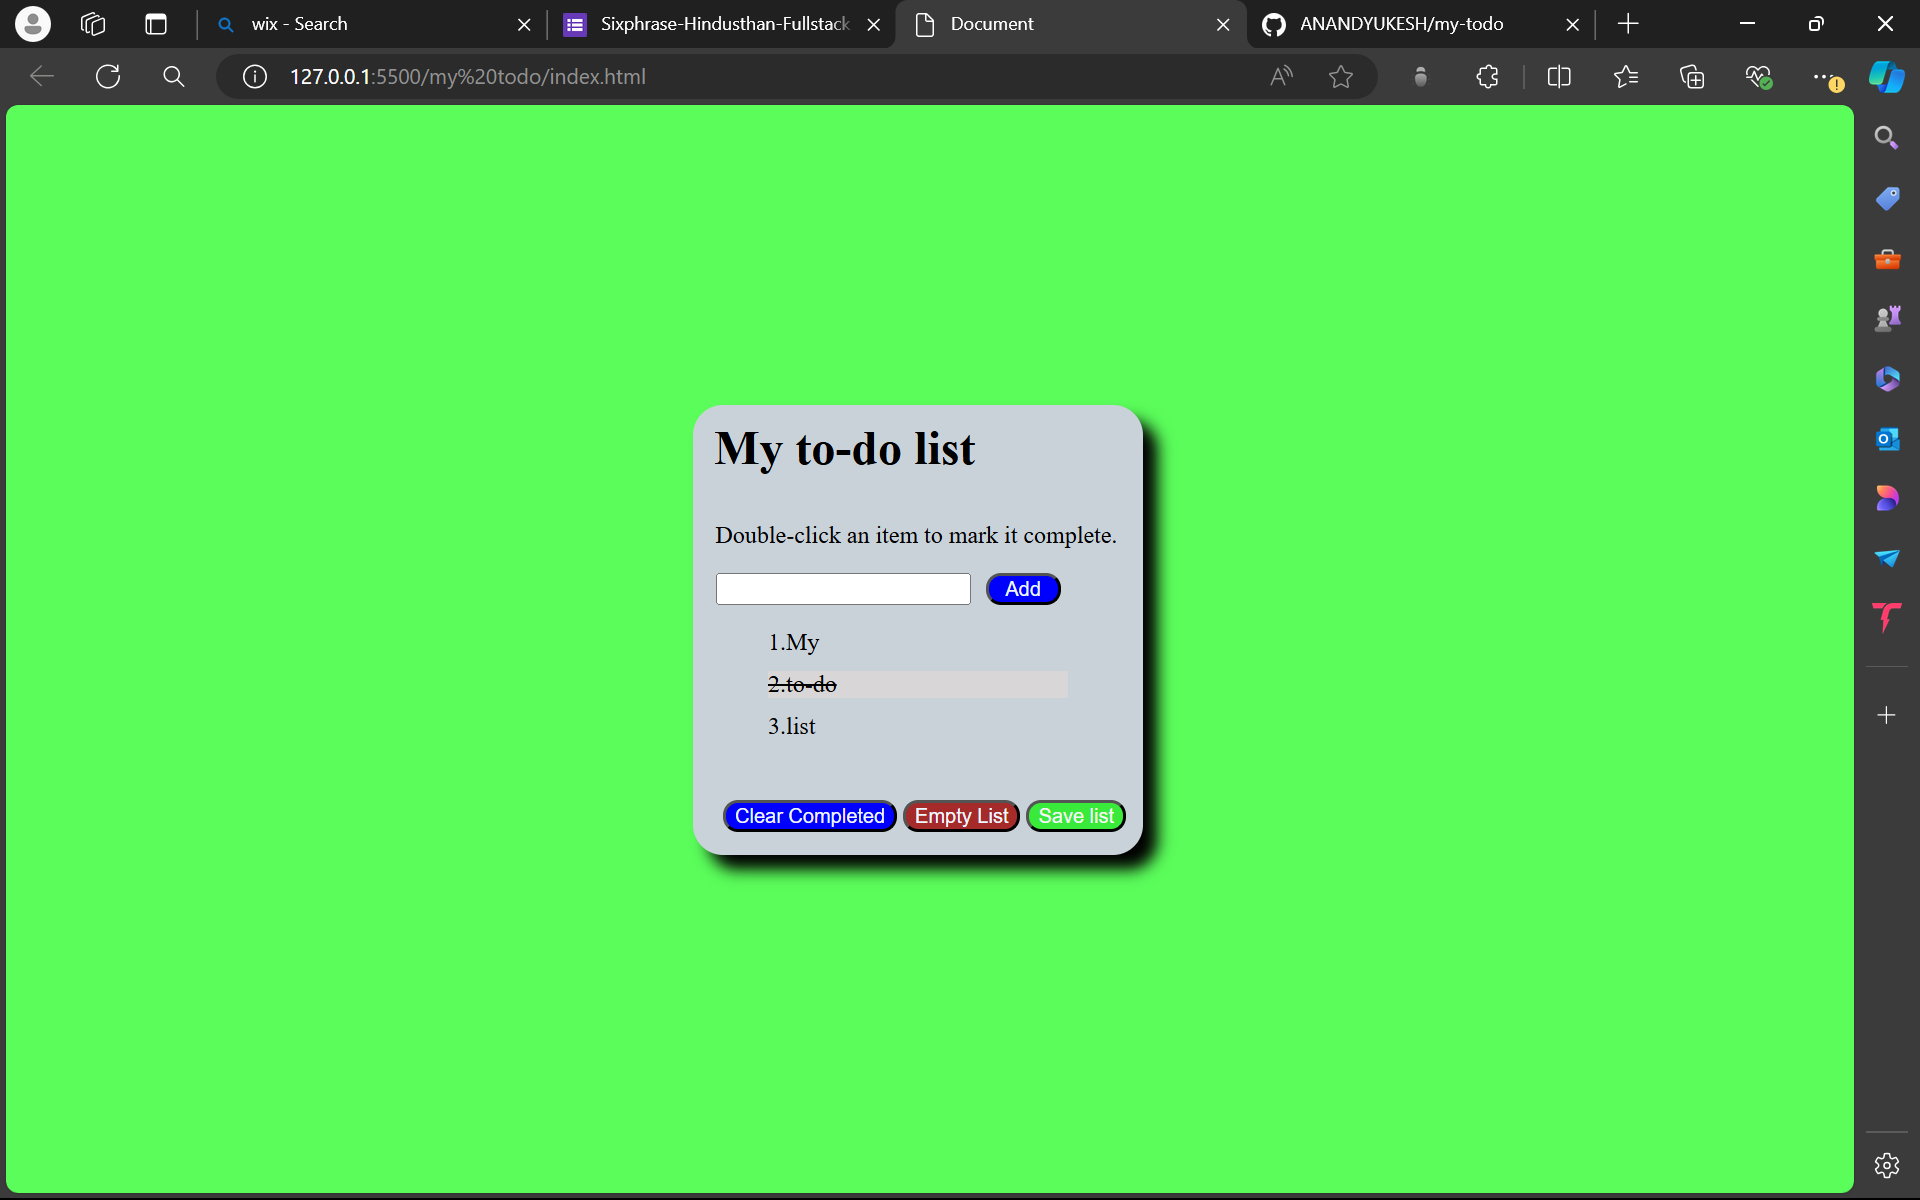 wix - Search
Sixphrase-Hindusthan-Fullstack
Document
ANANDYUKESH/my-todo
127.0.0.1:5500/my%20todo/index.html
My to-do list
Double-click an item to mark it complete.
Add
1.My
2.to-do
3.list
Clear Completed
Empty List
Save list